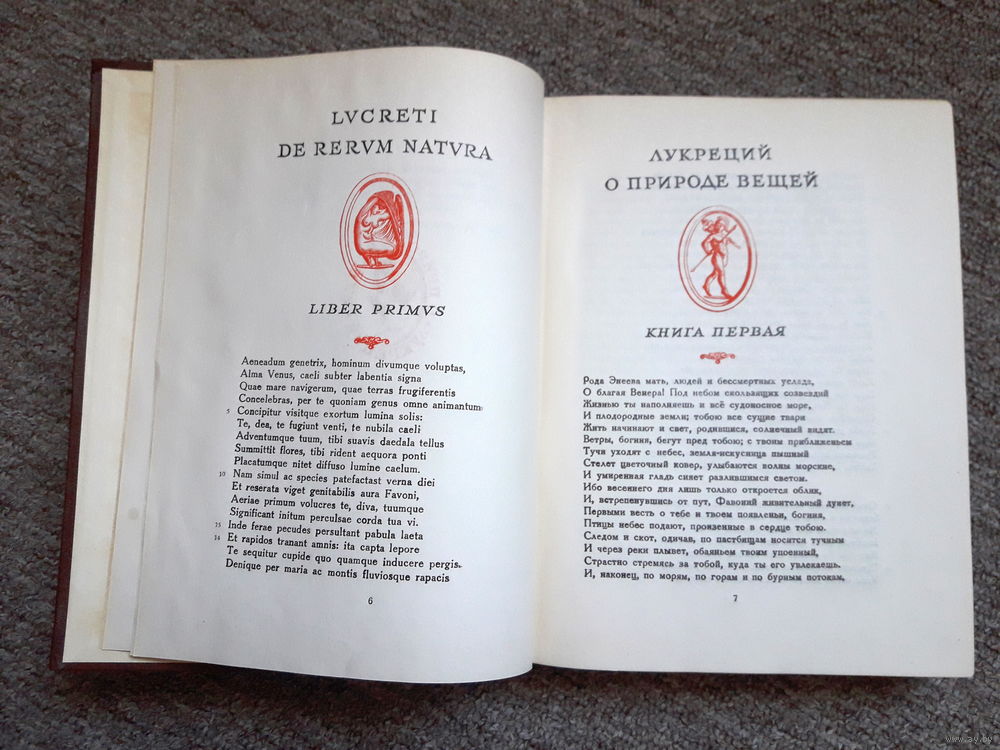 LVCRETI
DE RERVM NATVRA
LIBER PRIMVS
Aeneadum genetrix, hominum divumque voluptas,
Alma Venus, caeli subter labentia signa
Quae mare navigerum, quae terras frugiferentis
Concelebras, per te quoniam genus omne animantum
5 Concipitur visitque exortum lumina solis:
Te, dea, te fugiunt venti, te nubila caeli
Adventumque tuum, tibi suavis daedala tellus
Summittit flores, tibi rident aequora ponti
Placatumque nitet diffuso lumine caelum.
10 Nam simul ac species patefactast verna diei
Et reserata viget genitabilis aura Favoni,
Aeriae primum volucres te, diva, tuumque
Significant initum perculsae corda tua vi.
15 Inde ferae pecudes persultant pabula laeta
14 Et rapidos tranant amnis: ita capta lepore
Te sequitur cupide quo quamque inducere pergis.
Denique per maria ac montis fluviosque rapacis
6
ЛУКРЕЦИЙ
О ПРИРОДЕ ВЕЩЕЙ
КНИГА ПЕРВАЯ
Рода Энеева мать, людей и бессмертных услада,
О благая Венера! Под небом скользящих созвездий
Жизнью ты наполняешь и всё судоносное море,
И плодородные земли; тобою все сущие твари
Жить начинают и свет, родившися, солнечный видят.
Ветры, богиня, бегут пред тобою; с твоим приближеньем
Тучи уходят с небес, земля-искусница пышный
Стелет цветочный ковер, улыбаются волны морские,
И умиренная гладь сияет разлившимся светом.
Ибо весеннего дня лишь только откроется облик,
И, встрепенувшись от пут, Фавоний живительный дунет,
Первыми весть о тебе и твоем появленьи, богиня,
Птицы небес подают, пронзенные в сердце тобою.
Следом и скот, одичав, по пастбищам носится тучным
И через реки плывет, обаяньем твоим упоенный,
Страстно стремясь за тобой, куда ты его увлекаешь.
И, наконец, по морям, по горам и по бурным потокам,
7
www.ay.by